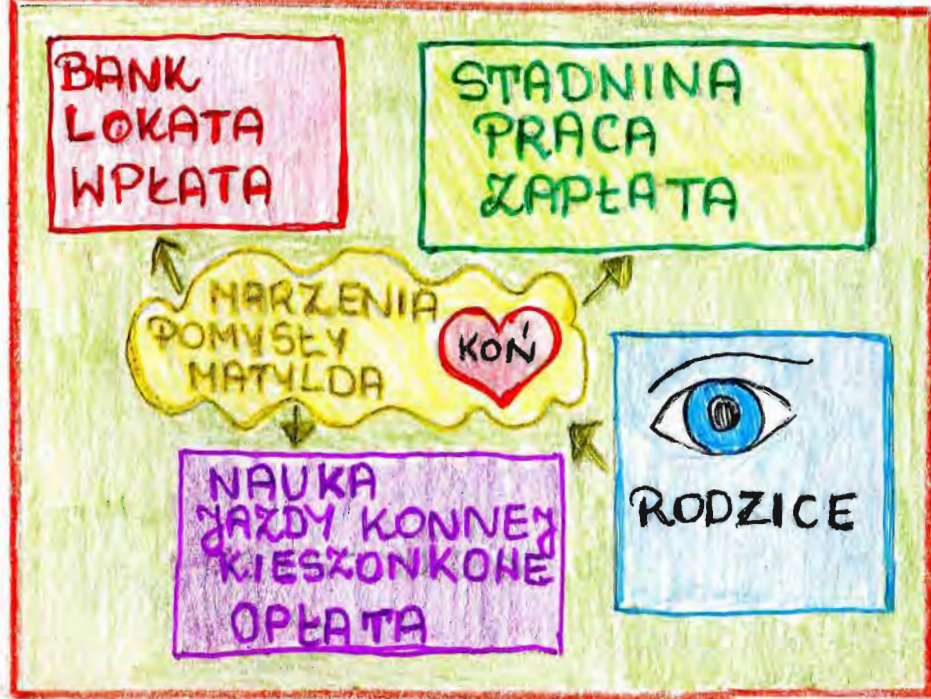 BANK
LOKATA
WPŁATA
STADNINA
PRACA
ZAPŁATA
MARZENIA
POMYSŁY
MATYLDA
KOŃ
RODZICE
NAUKA
JAZDY KONNEJ
KIESZONKOWE
OPŁATA